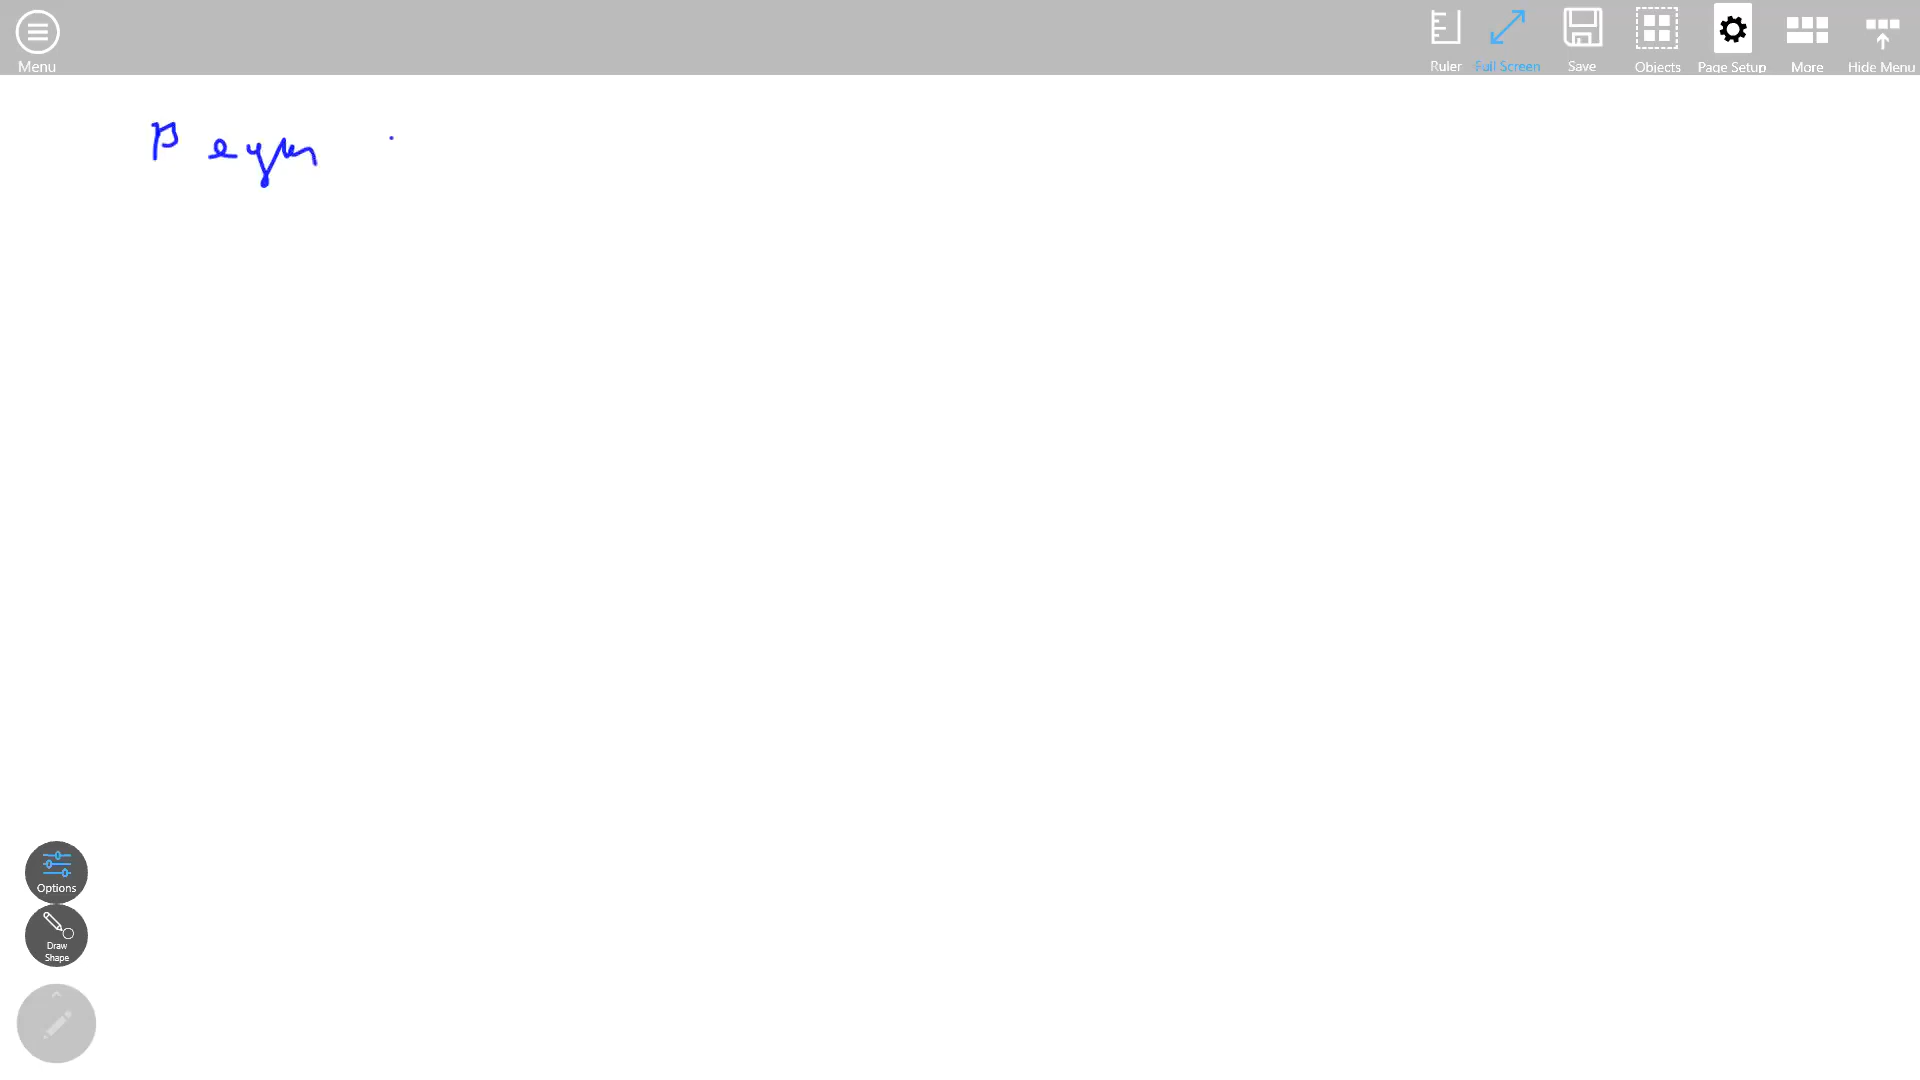 Menu
Ruler Full Screen Save Objects Page Setup More Hide Menu
Options
Draw
Shape